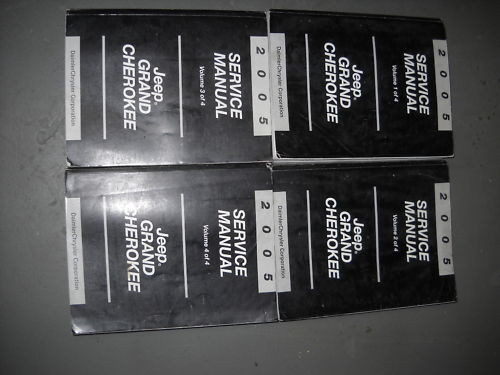 2005
SERVICE
MANUAL
Volume 3 of 4
Jeep®
GRAND
CHEROKEE
DaimlerChrysler Corporation
2005
SERVICE
MANUAL
Volume 1 of 4
Jeep®
GRAND
CHEROKEE
DaimlerChrysler Corporation
2005
SERVICE
MANUAL
Volume 4 of 4
Jeep®
GRAND
CHEROKEE
DaimlerChrysler Corporation
2005
SERVICE
MANUAL
Volume 2 of 4
Jeep®
GRAND
CHEROKEE
DaimlerChrysler Corporation